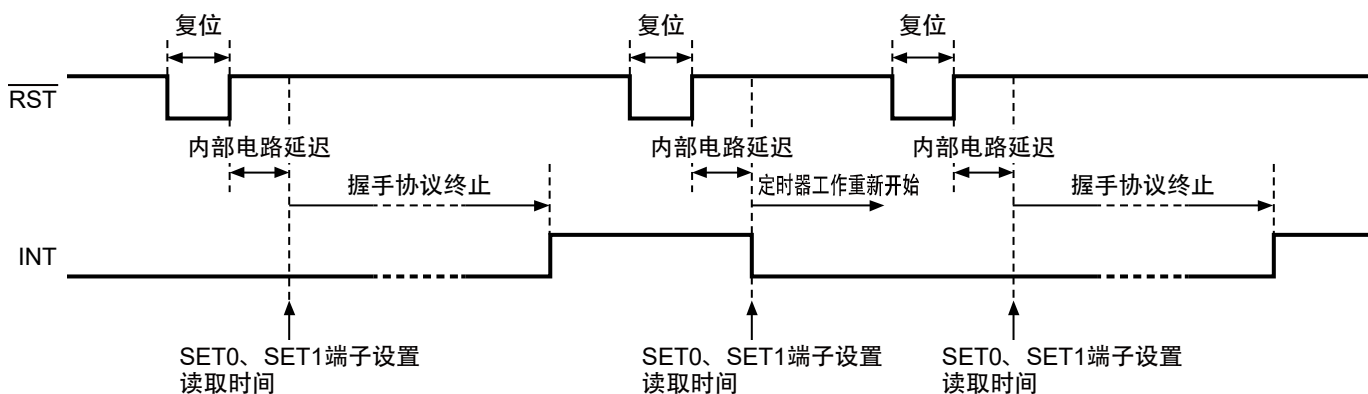 复位
复位
复位
RST
内部电路延迟
内部电路延迟
内部电路延迟
握手协议终止
定时器工作重新开始
握手协议终止
INT
SET0、SET1端子设置
读取时间
SET0、SET1端子设置
读取时间
SET0、SET1端子设置
读取时间